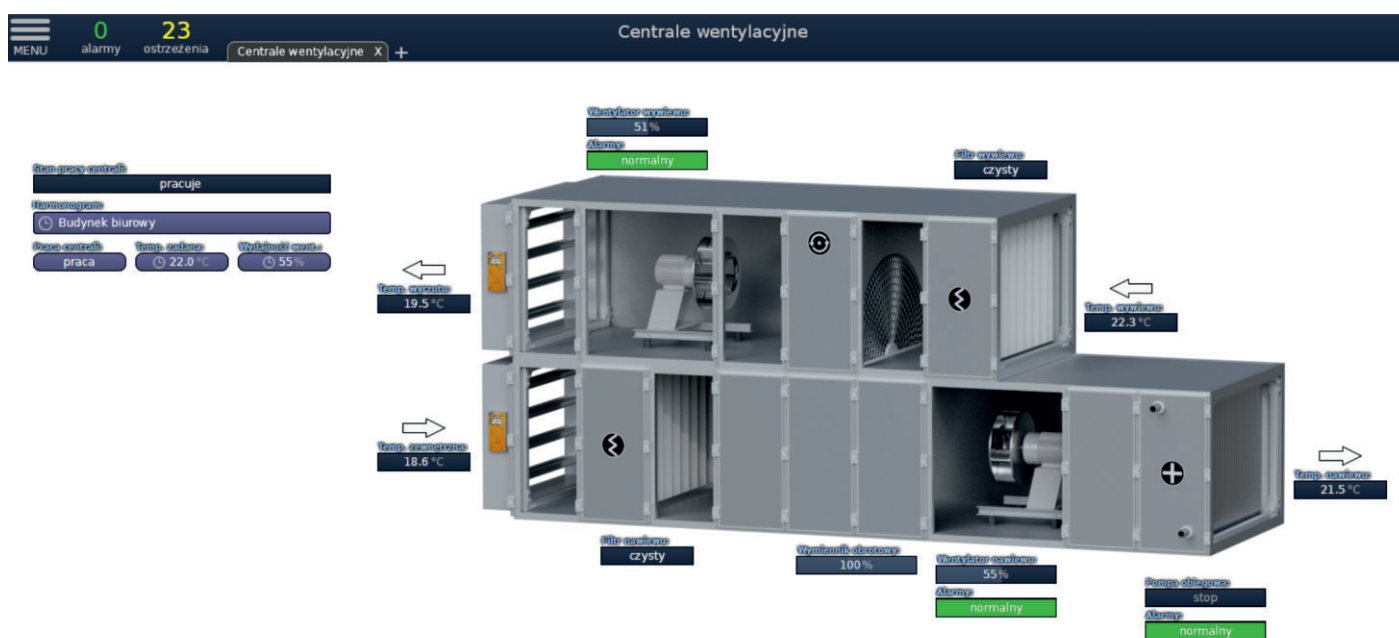 MENU
0
alarmy
23
ostrzeżenia
Centrale wentylacyjne X +
Centrale wentylacyjne
Wentylator wywiewu:
51%
Alarmy:
normalny
Filtr wywiewu:
czysty
Stan pracy centrali:
pracuje
Harmonogram:
Budynek biurowy
Praca centrali:
praca
Temp. zadana:
22.0 °C
Wydajność went.:
55%
Temp. wyrzutu:
19.5 °C
Temp. wywiewu:
22.3 °C
Temp. zewnętrzna:
18.6 °C
Temp. nawiewu:
21.5 °C
Filtr nawiewu:
czysty
Wymiennik obrotowy:
100%
Wentylator nawiewu:
55%
Alarmy:
normalny
Pompa obiegowa:
stop
Alarmy:
normalny